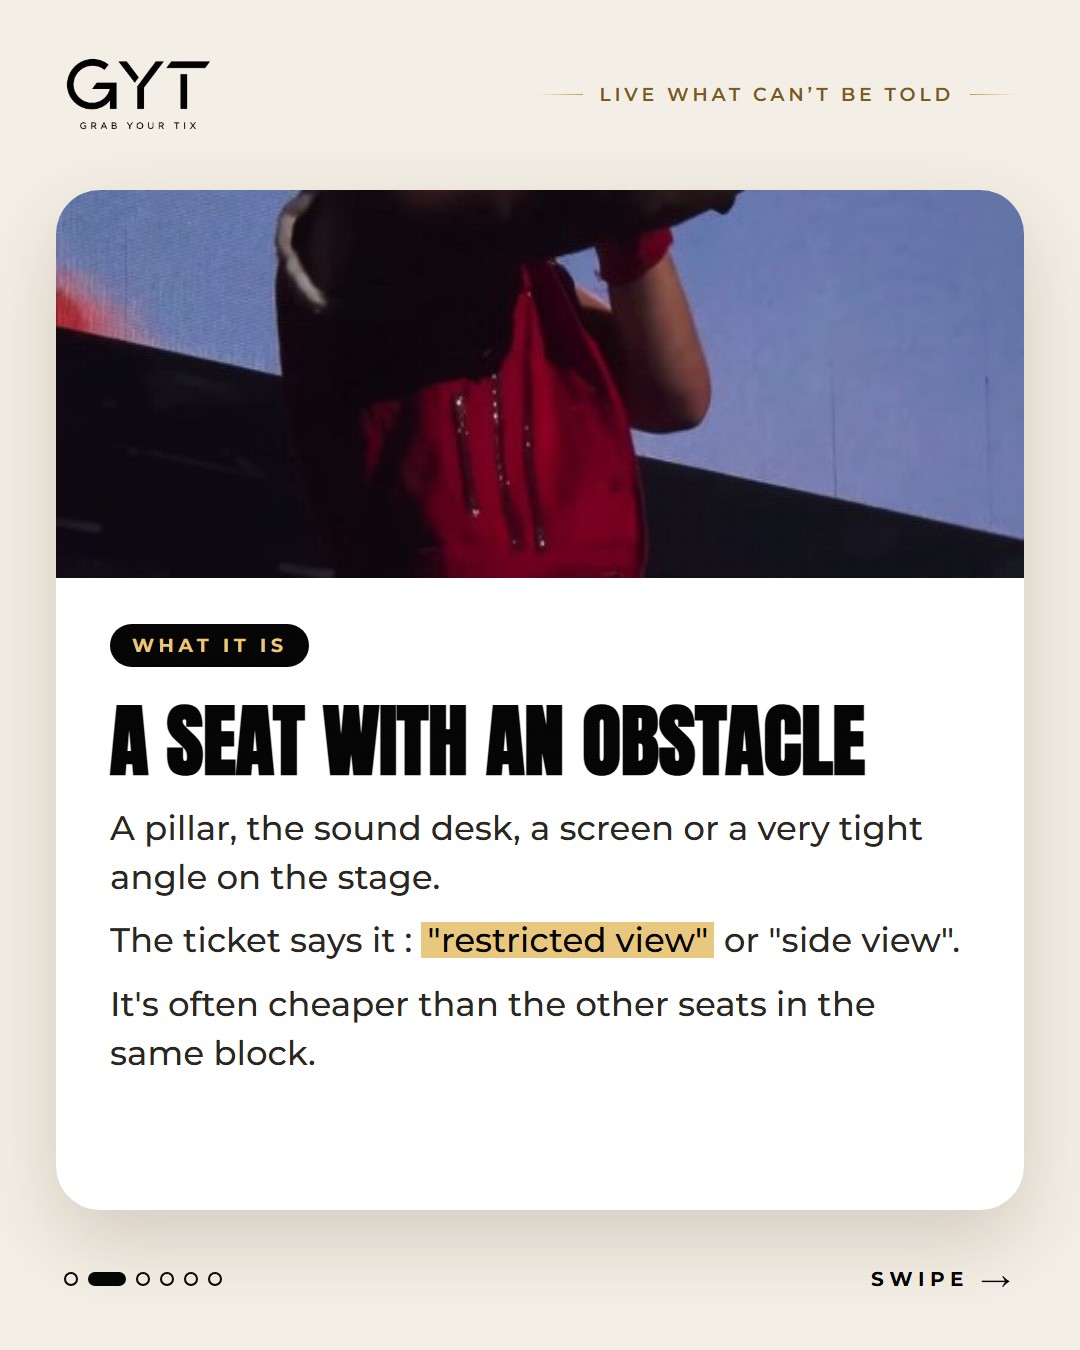 GYT
GRAB YOUR TIX
LIVE WHAT CAN’T BE TOLD
WHAT IT IS
A SEAT WITH AN OBSTACLE
A pillar, the sound desk, a screen or a very tight
angle on the stage.
The ticket says it : "restricted view" or "side view".
It's often cheaper than the other seats in the
same block.
SWIPE →